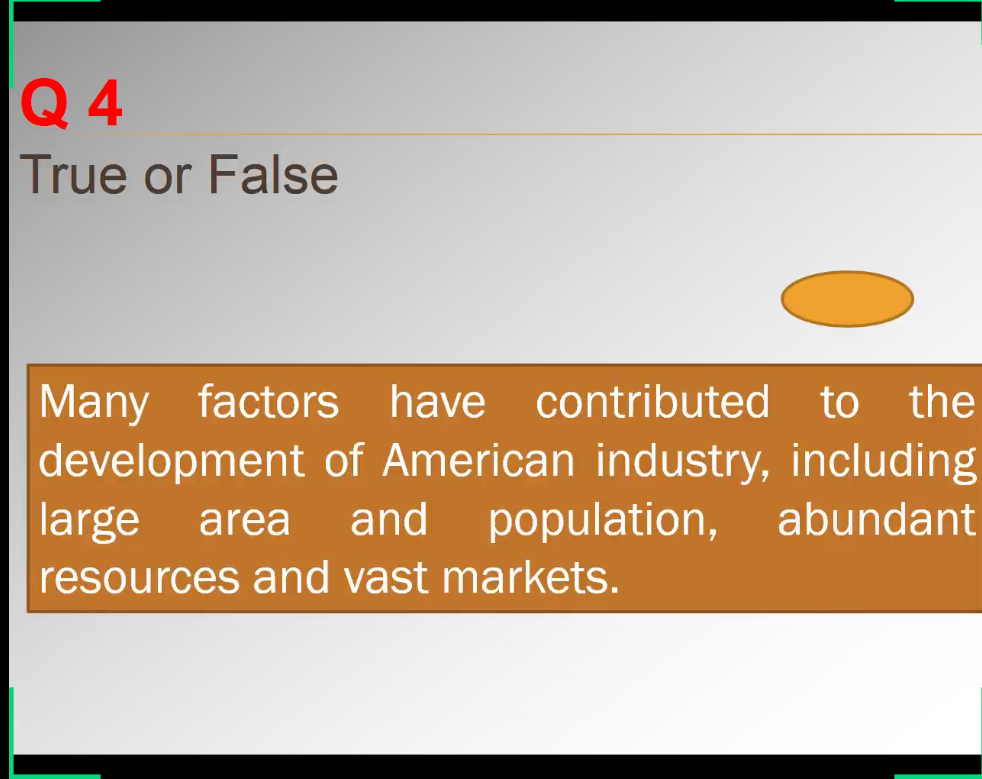 Q 4
True or False
Many factors have contributed to the
development of American industry, including
large area and population, abundant
resources and vast markets.